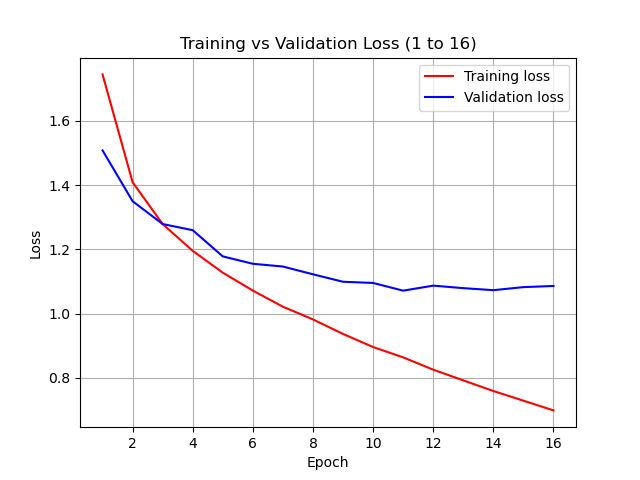 Training vs Validation Loss (1 to 16)
Training loss
Validation loss
1.6
1.4
1.2
1.0
0.8
Loss
2 4 6 8 10 12 14 16
Epoch